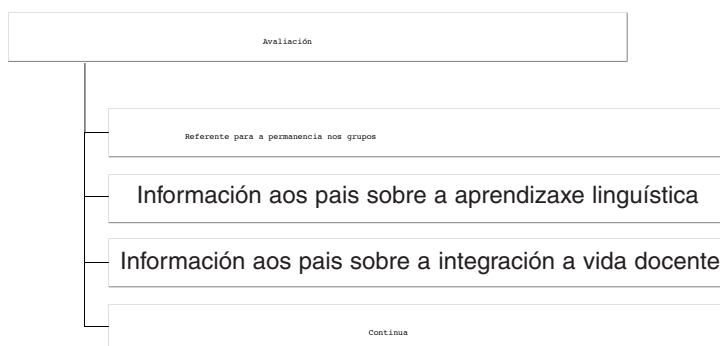 Avaliación
Referente para a permanencia nos grupos
Información aos pais sobre a aprendizaxe linguística
Información aos pais sobre a integración a vida docente
Continua